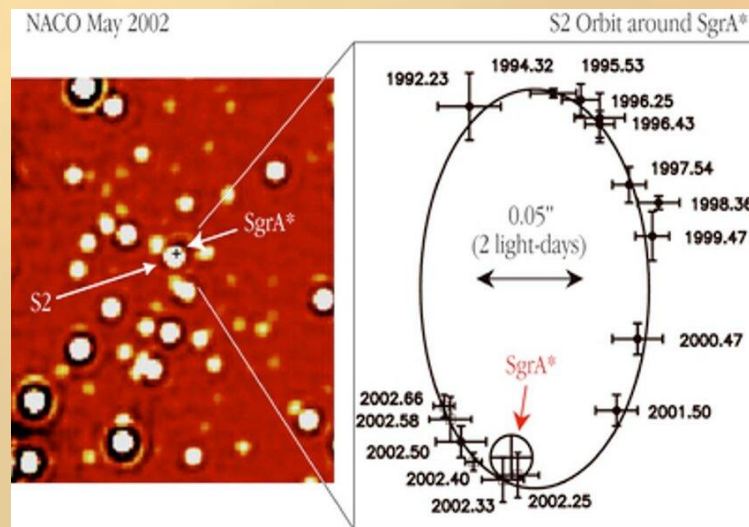 NACO May 2002
S2 Orbit around SgrA*
SgrA*
S2
1992.23
1994.32
1995.53
1996.25
1996.43
1997.54
1998.36
1999.47
0.05"
(2 light-days)
2000.47
SgrA*
2001.50
2002.66
2002.58
2002.50
2002.40
2002.33
2002.25